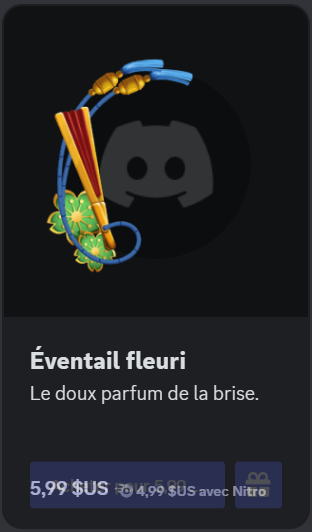 Éventail fleuri
Le doux parfum de la brise.
5,99 $US 4,99 $US avec Nitro